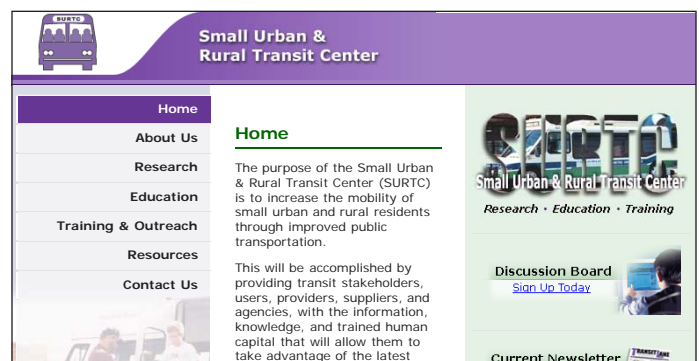 SURTC
Small Urban &
Rural Transit Center
Home
About Us
Research
Education
Training & Outreach
Resources
Contact Us
Home
The purpose of the Small Urban
& Rural Transit Center (SURTC)
is to increase the mobility of
small urban and rural residents
through improved public
transportation.
This will be accomplished by
providing transit stakeholders,
users, providers, suppliers, and
agencies, with the information,
knowledge, and trained human
capital that will allow them to
take advantage of the latest
SURTC
Small Urban & Rural Transit Center
Research · Education · Training
Discussion Board
Sign Up Today
Current Newsletter
TRANSIT LANE